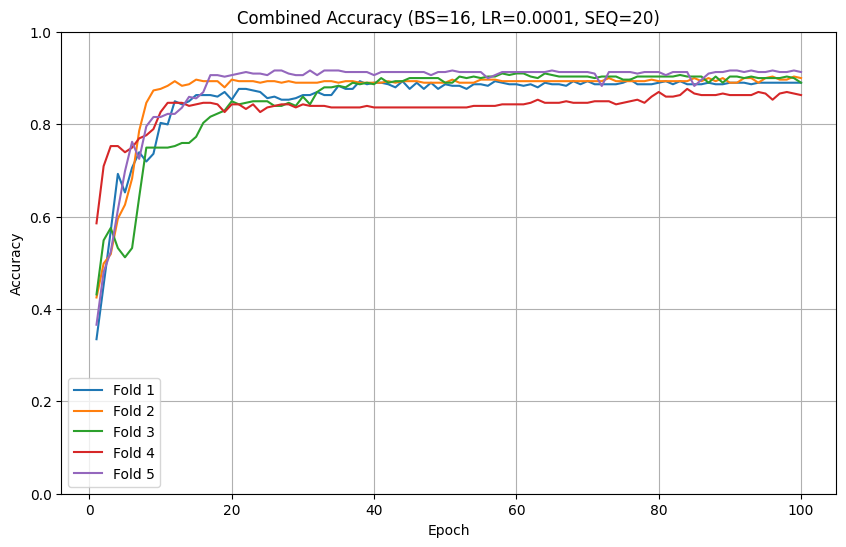 Combined Accuracy (BS=16, LR=0.0001, SEQ=20)
Accuracy
1.0
0.8
0.6
0.4
0.2
0.0
Fold 1
Fold 2
Fold 3
Fold 4
Fold 5
0 20 40 60 80 100
Epoch